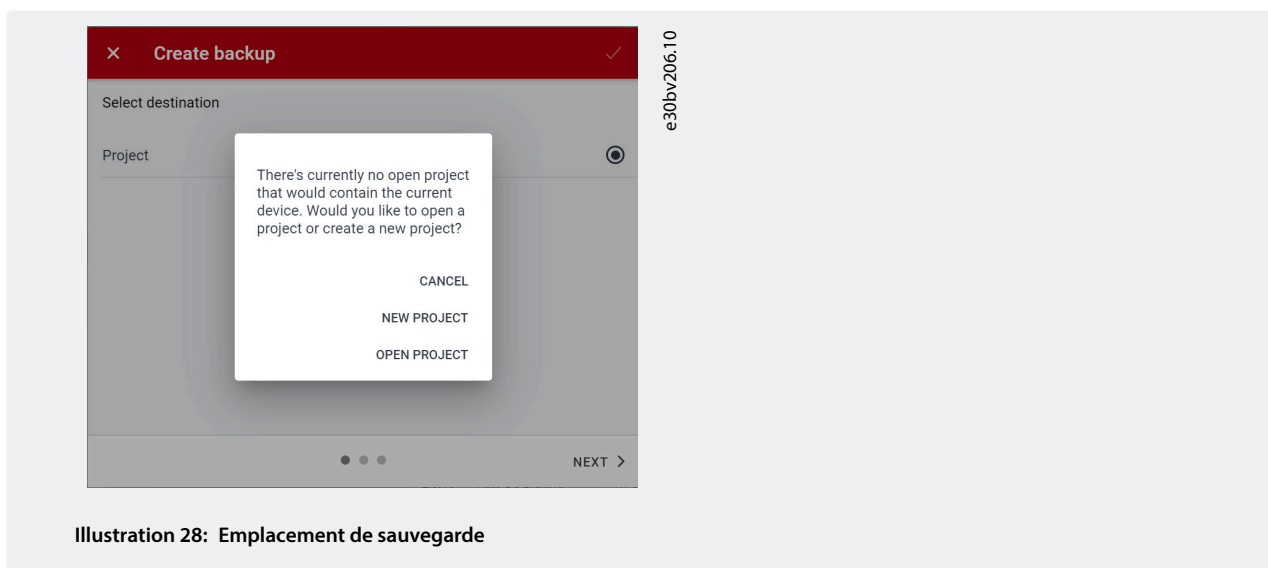 Create backup
Select destination
Project
There's currently no open project
that would contain the current
device. Would you like to open a
project or create a new project?
CANCEL
NEW PROJECT
OPEN PROJECT
NEXT
e30bv206.10
Illustration 28: Emplacement de sauvegarde